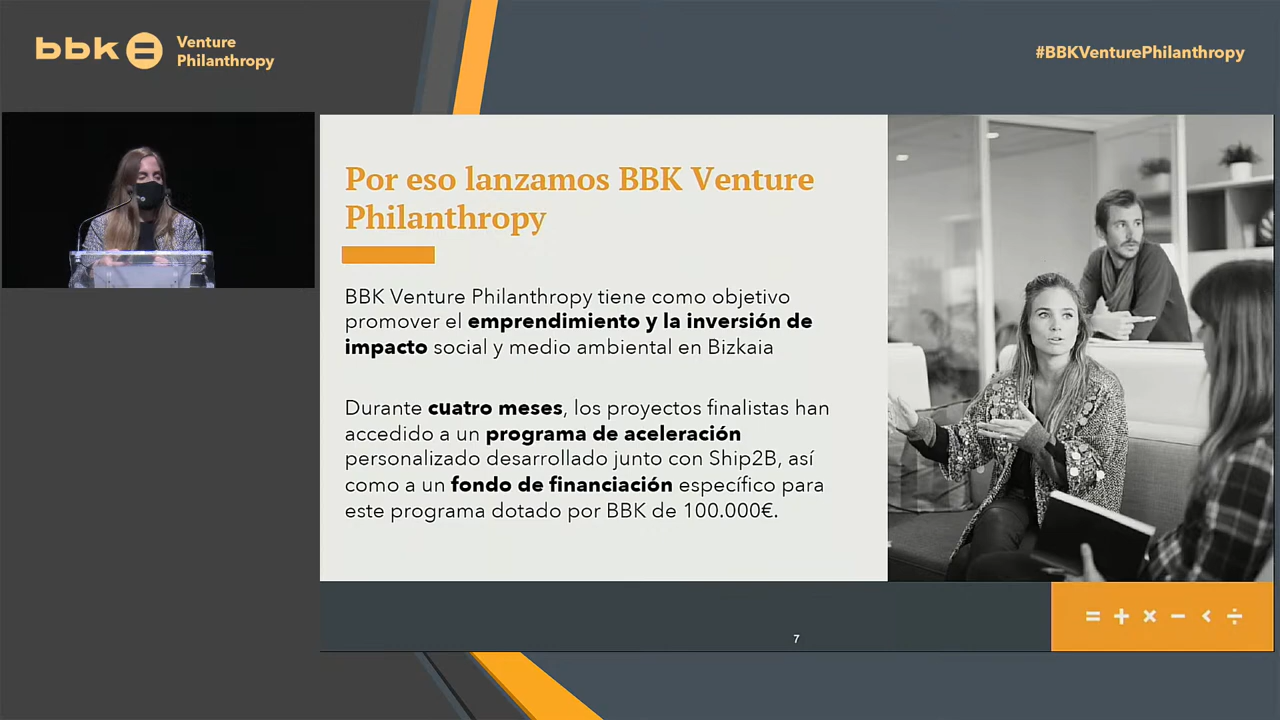 bbk
Venture
Philanthropy
#BBKVenturePhilanthropy
Por eso lanzamos BBK Venture
Philanthropy
BBK Venture Philanthropy tiene como objetivo
promover el emprendimiento y la inversión de
impacto social y medio ambiental en Bizkaia
Durante cuatro meses, los proyectos finalistas han
accedido a un programa de aceleración
personalizado desarrollado junto con Ship2B, así
como a un fondo de financiación específico para
este programa dotado por BBK de 100.000€.
= + × − < ÷
7